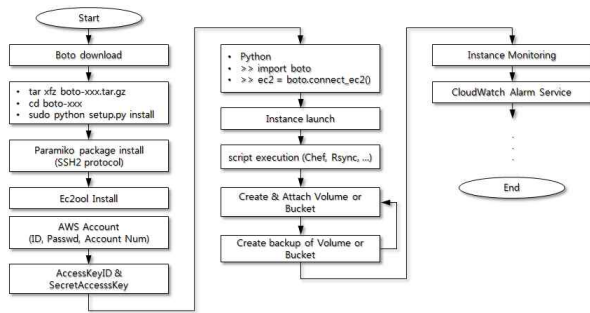 Start
Boto download
• tar xfz boto-xxx.tar.gz
• cd boto-xxx
• sudo python setup.py install
Paramiko package install
(SSH2 protocol)
Ec2ool Install
AWS Account
(ID, Passwd, Account Num)
AccessKeyID &
SecretAccesssKey
• Python
• >> import boto
• >> ec2 = boto.connect_ec2()
Instance launch
script execution (Chef, Rsync, ...)
Create & Attach Volume or
Bucket
Create backup of Volume or
Bucket
Instance Monitoring
CloudWatch Alarm Service
.
.
.
End